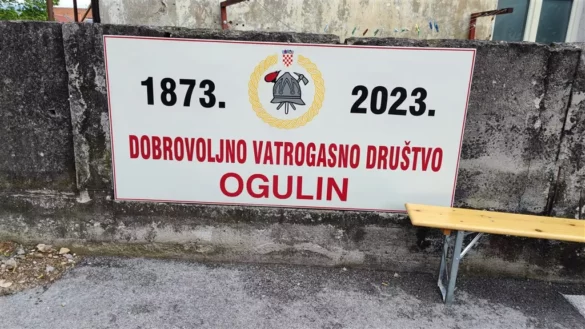 1873. 2023.
DOBROVOLJNO VATROGASNO DRUŠTVO
OGULIN